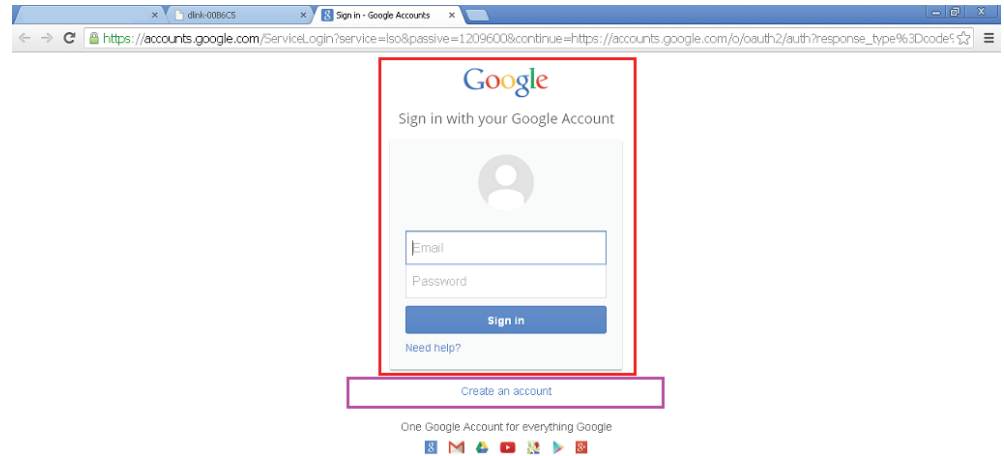 dlink-00B6C5
Sign in - Google Accounts
https://accounts.google.com/ServiceLogin?service=lso&passive=1209600&continue=https://accounts.google.com/o/oauth2/auth?response_type%3Dcode%
Google
Sign in with your Google Account
Email
Password
Sign in
Need help?
Create an account
One Google Account for everything Google